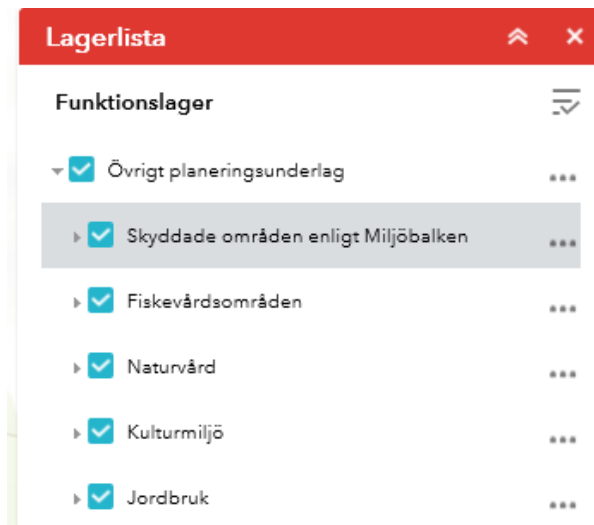 Lagerlista
Funktionslager
Övrigt planeringsunderlag
Skyddade områden enligt Miljöbalken
Fiskevårdsområden
Naturvård
Kulturmiljö
Jordbruk